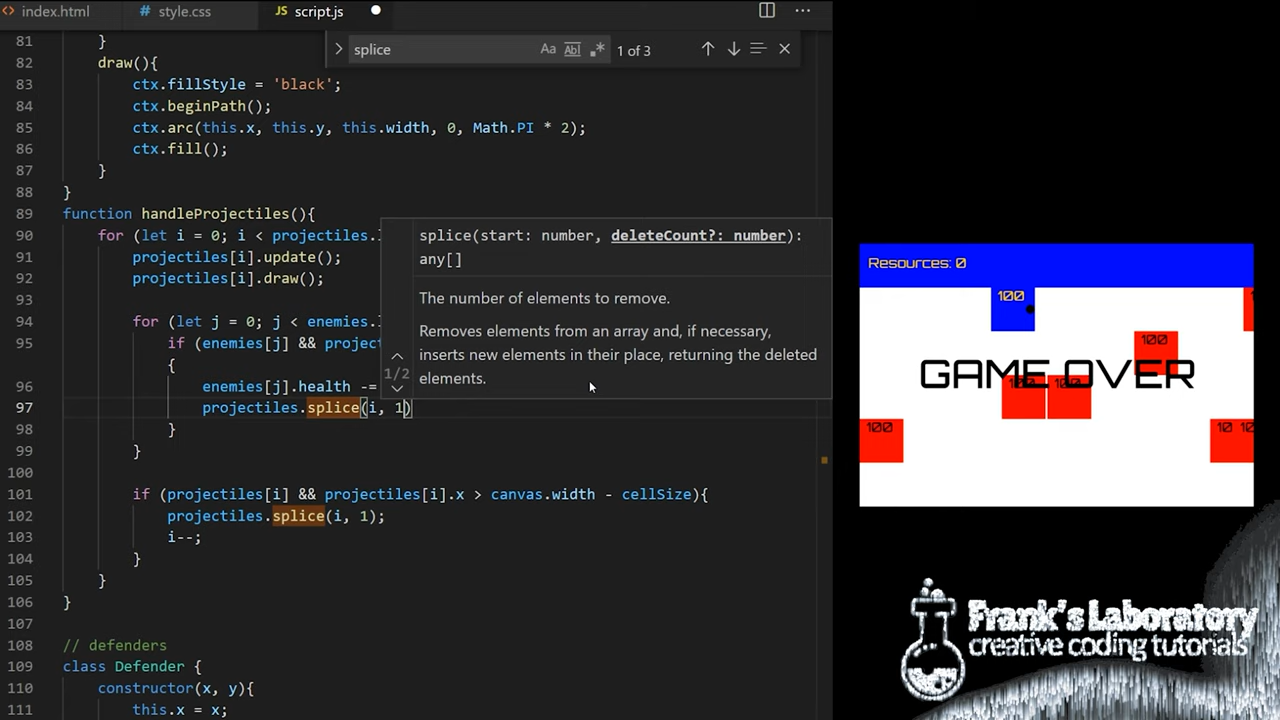 index.html
# style.css
JS script.js
splice
Aa
Ab
1 of 3
81 }
82 draw(){
83 ctx.fillStyle = 'black';
84 ctx.beginPath();
85 ctx.arc(this.x, this.y, this.width, 0, Math.PI * 2);
86 ctx.fill();
87 }
88 }
89 function handleProjectiles(){
90 for (let i = 0; i < projectiles.
91 projectiles[i].update();
92 projectiles[i].draw();
93
94 for (let j = 0; j < enemies.
95 if (enemies[j] &&
{
96 enemies[j].health -=
97 projectiles.splice(i, 1)
98 }
99 }
100
101 if (projectiles[i] && projectiles[i].x > canvas.width - cellSize){
102 projectiles.splice(i, 1);
103 i--;
104 }
105 }
106 }
107
108 // defenders
109 class Defender {
110 constructor(x, y){
111 this.x = x;
splice(start: number, deleteCount?: number):
any[]
The number of elements to remove.
Removes elements from an array and, if necessary,
inserts new elements in their place, returning the deleted
elements.
1/2
Resources: 0
100
100
GAME OVER
100 100
100
10 10
Frank's Laboratory
creative coding tutorials